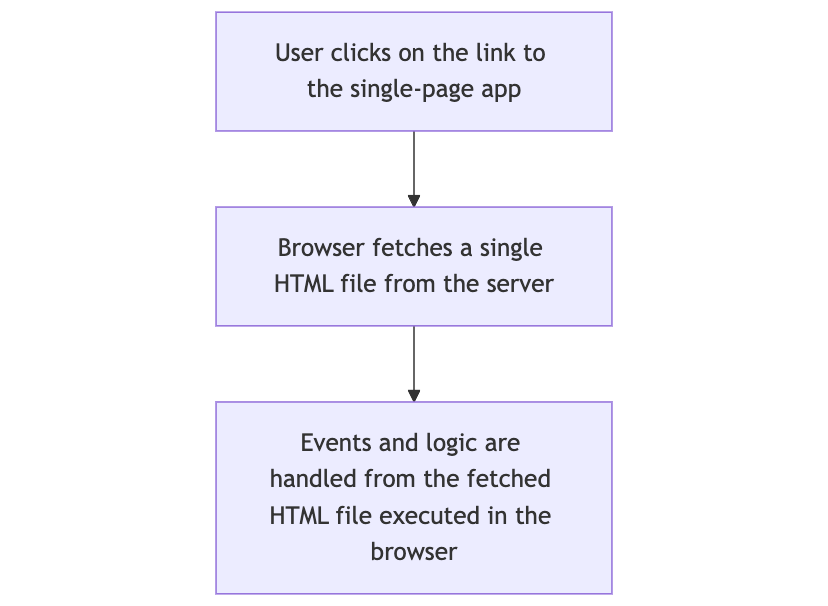 User clicks on the link to
the single-page app
Browser fetches a single
HTML file from the server
Events and logic are
handled from the fetched
HTML file executed in the
browser